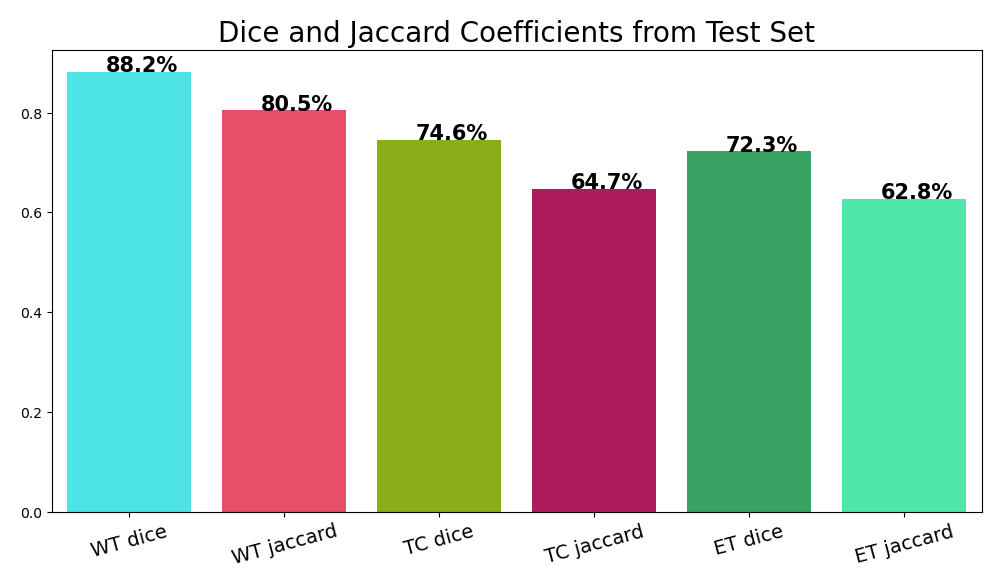 Dice and Jaccard Coefficients from Test Set
88.2%
80.5%
74.6%
64.7%
72.3%
62.8%
0.8
0.6
0.4
0.2
0.0
WT dice
WT jaccard
TC dice
TC jaccard
ET dice
ET jaccard